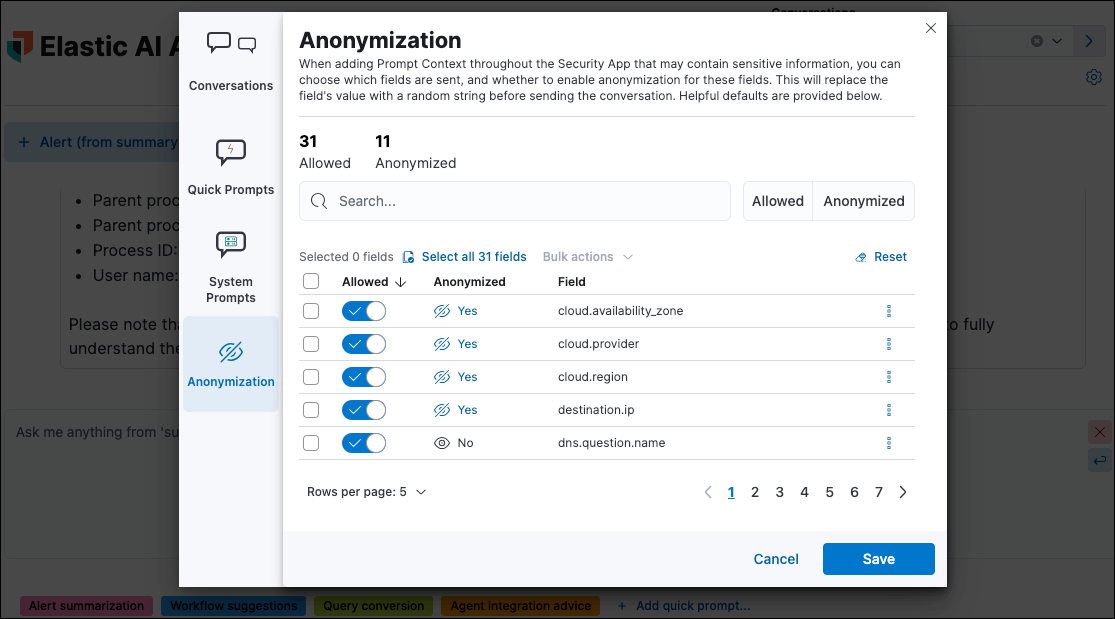 Conversations
Elastic AI A
+ Alert (from summary
• Parent proc
• Parent proc
• Process ID:
• User name:
Please note tha
to fully
understand the
Ask me anything from 'su
Alert summarization
Workflow suggestions
Query conversion
Agent integration advice
+ Add quick prompt...
Conversations
Quick Prompts
System
Prompts
Anonymization
Anonymization
When adding Prompt Context throughout the Security App that may contain sensitive information, you can
choose which fields are sent, and whether to enable anonymization for these fields. This will replace the
field's value with a random string before sending the conversation. Helpful defaults are provided below.
31 11
Allowed Anonymized
Search...
Allowed Anonymized
Selected 0 fields Select all 31 fields Bulk actions Reset
Allowed Anonymized Field
Yes cloud.availability_zone
Yes cloud.provider
Yes cloud.region
Yes destination.ip
No dns.question.name
Rows per page: 5 1 2 3 4 5 6 7
Cancel Save